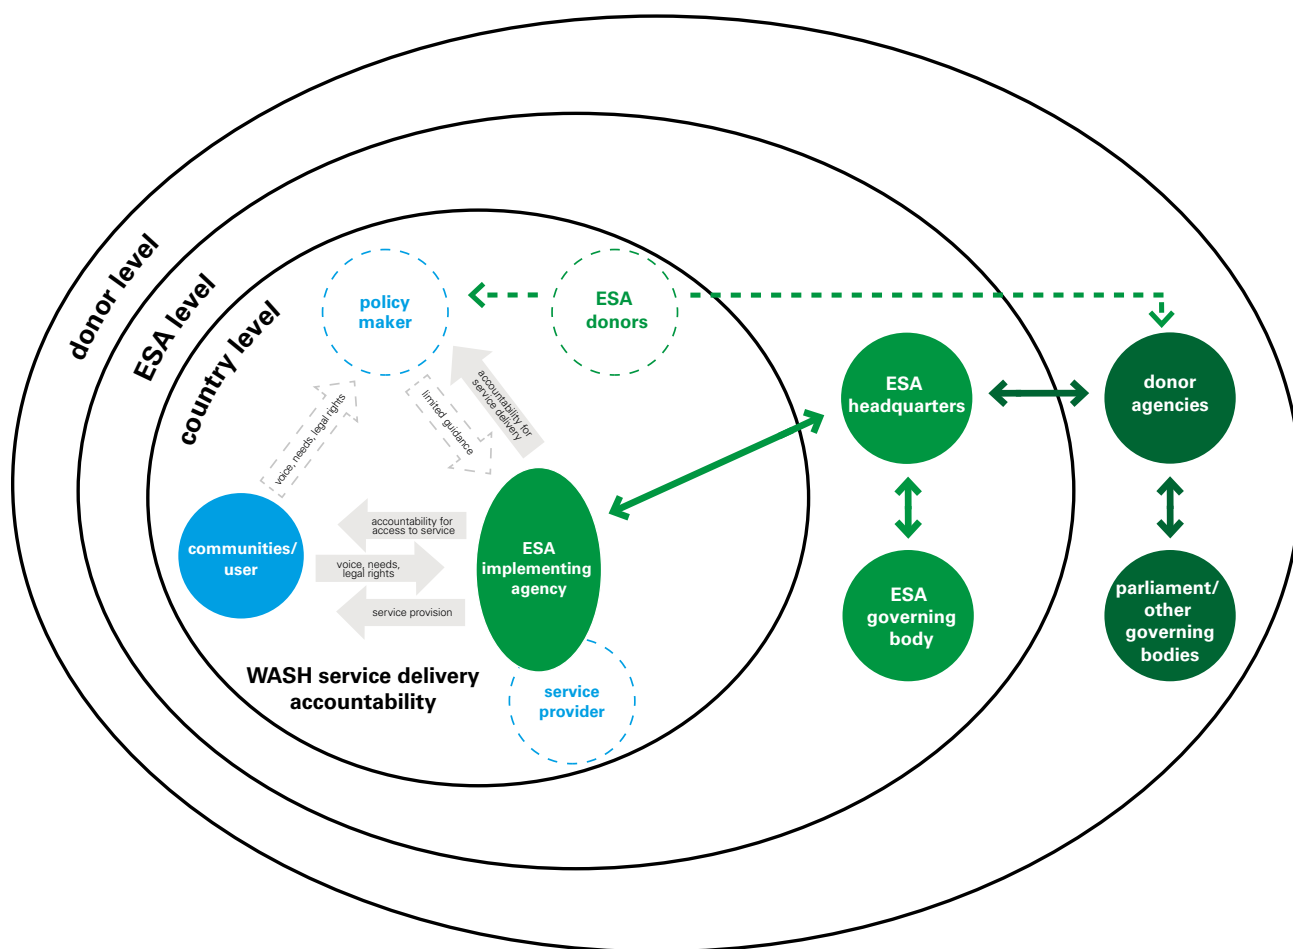 donor level
ESA level
country level
policy
maker
ESA
donors
voice, needs, legal rights
limited guidance
accountability for
service delivery
ESA
headquarters
donor
agencies
communities/
user
accountability for
access to service
voice, needs,
legal rights
service provision
ESA
implementing
agency
ESA
governing
body
parliament/
other
governing
bodies
WASH service delivery
accountability
service
provider